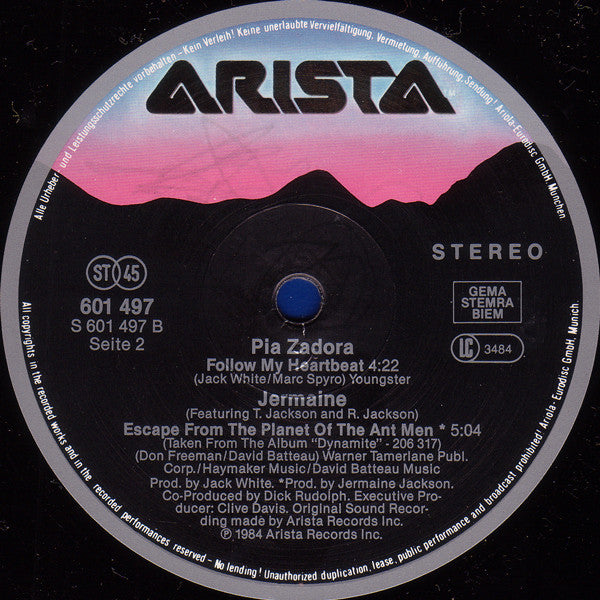 Alle Urheber und Leistungsschutzrechte vorbehalten - Kein Verleih! Keine unerlaubte Vervielfältigung, Vermietung, Aufführung, Sendung! Ariola-Eurodisc GmbH, München.
ARISTA
TM
STEREO
ST 45
601 497
S 601 497 B
Seite 2
GEMA
STEMRA
BIEM
LC 3484
Pia Zadora
Follow My Heartbeat 4:22
(Jack White/Marc Spyro) Youngster
Jermaine
(Featuring T. Jackson and R. Jackson)
Escape From The Planet Of The Ant Men * 5:04
(Taken From The Album "Dynamite" - 206 317)
(Don Freeman/David Batteau) Warner Tamerlane Publ.
Corp./Haymaker Music/David Batteau Music
Prod. by Jack White. *Prod. by Jermaine Jackson.
Co-Produced by Dick Rudolph. Executive Pro-
ducer: Clive Davis. Original Sound Recor-
ding made by Arista Records Inc.
℗ 1984 Arista Records Inc.
All copyrights in the recorded works and in the recorded performances reserved - No lending! Unauthorized duplication, lease, public performance and broadcast prohibited! Ariola-Eurodisc GmbH, Munich.